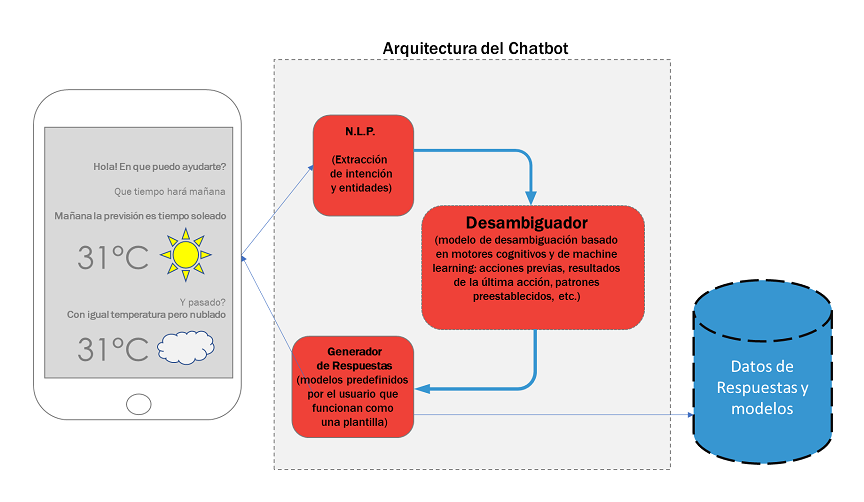 Arquitectura del Chatbot
Hola! En que puedo ayudarte?
Que tiempo hará mañana
Mañana la previsión es tiempo soleado
31°C
Y pasado?
Con igual temperatura pero nublado
31°C
N.L.P.
(Extracción
de intención
y entidades)
Desambiguador
(modelo de desambiguación basado
en motores cognitivos y de machine
learning: acciones previas, resultados
de la última acción, patrones
preestablecidos, etc.)
Generador
de Respuestas
(modelos predefinidos
por el usuario que
funcionan como
una plantilla)
Datos de
Respuestas y
modelos